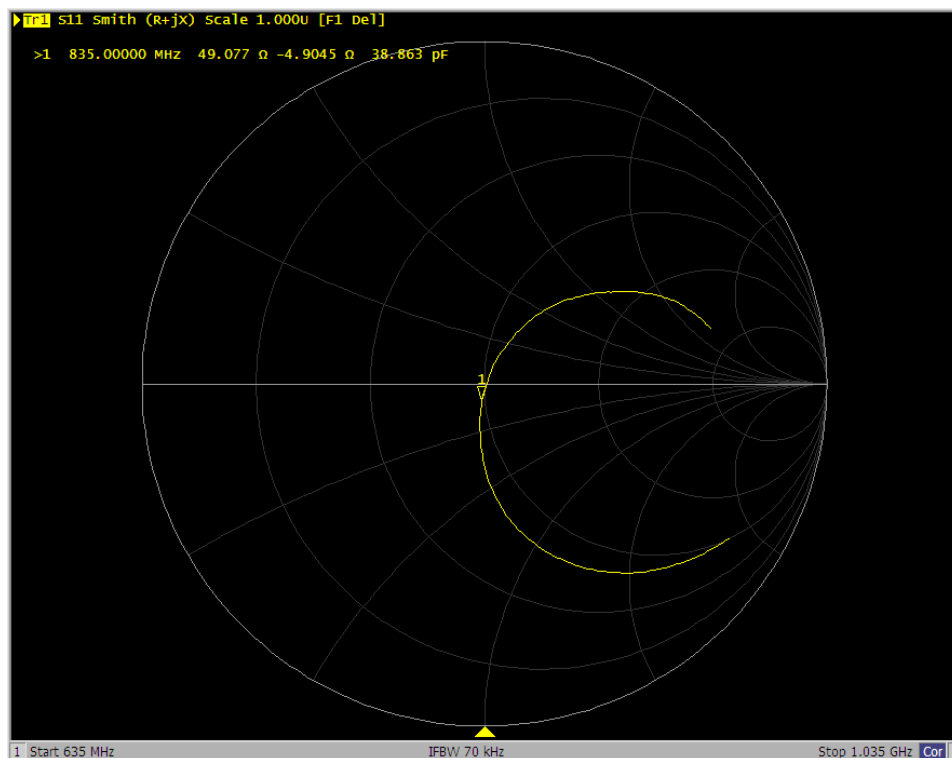 Tr1 S11 Smith (R+jX) Scale 1.000U [F1 Del]
>1 835.00000 MHz 49.077 Ω -4.9045 Ω 38.863 pF
1
1 Start 635 MHz IFBW 70 kHz Stop 1.035 GHz Cor